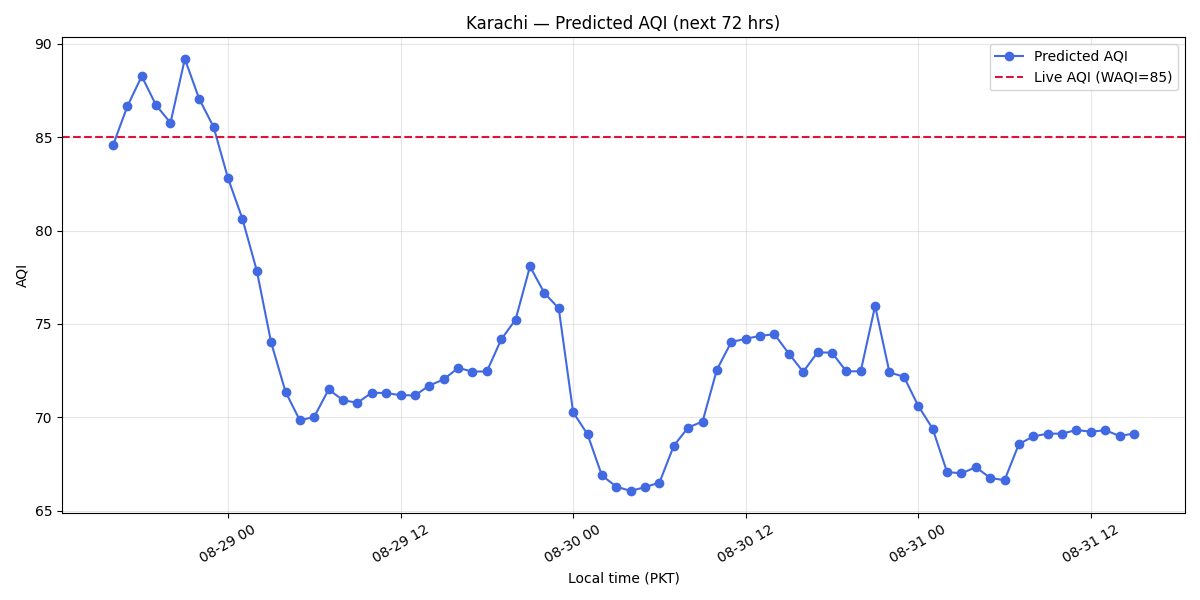 Karachi — Predicted AQI (next 72 hrs)
Predicted AQI
Live AQI (WAQI=85)
AQI
90
85
80
75
70
65
08-29 00
08-29 12
08-30 00
08-30 12
08-31 00
08-31 12
Local time (PKT)